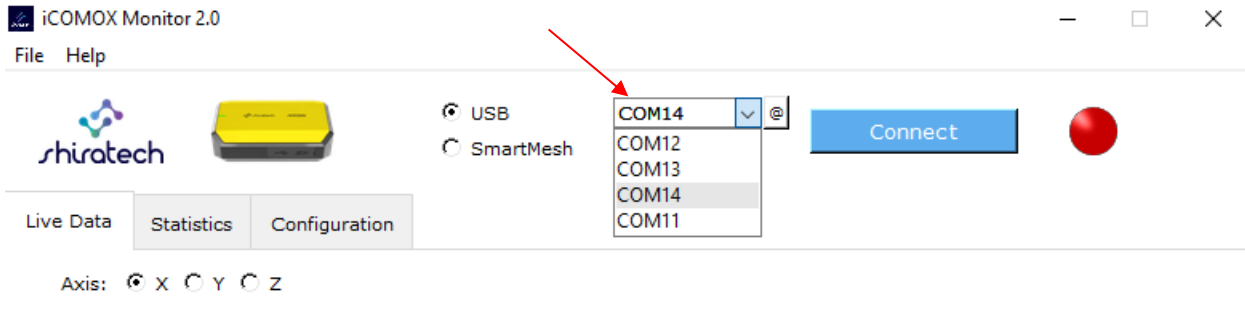 iCOMOX Monitor 2.0
File Help
shiratech
USB
SmartMesh
COM14
@
COM12
COM13
COM14
COM11
Connect
Live Data Statistics Configuration
Axis: X Y Z